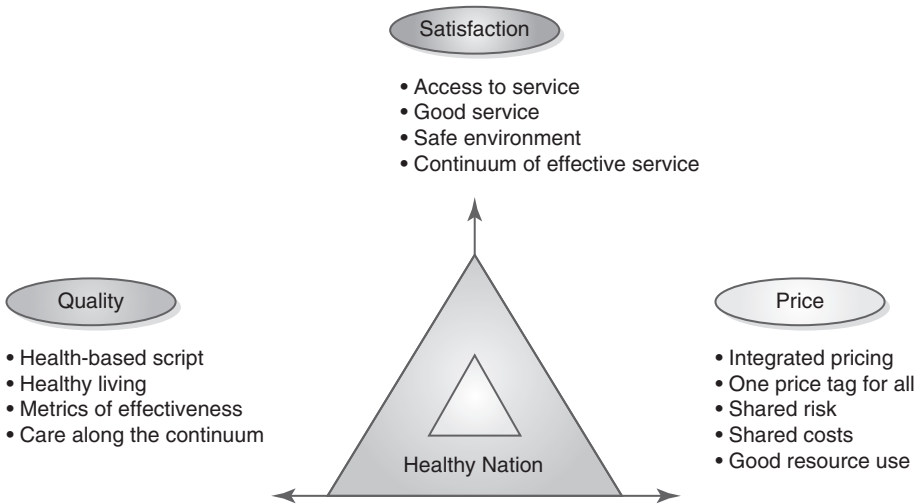 Satisfaction
• Access to service
• Good service
• Safe environment
• Continuum of effective service
Quality
• Health-based script
• Healthy living
• Metrics of effectiveness
• Care along the continuum
Price
• Integrated pricing
• One price tag for all
• Shared risk
• Shared costs
• Good resource use
Healthy Nation